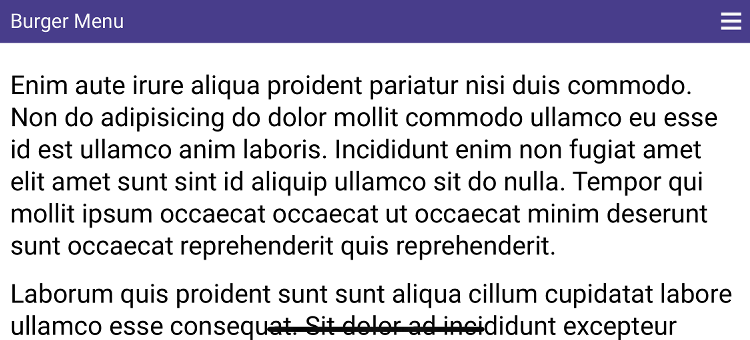 Burger Menu
Enim aute irure aliqua proident pariatur nisi duis commodo.
Non do adipisicing do dolor mollit commodo ullamco eu esse
id est ullamco anim laboris. Incididunt enim non fugiat amet
elit amet sunt sint id aliquip ullamco sit do nulla. Tempor qui
mollit ipsum occaecat occaecat ut occaecat minim deserunt
sunt occaecat reprehenderit quis reprehenderit.
Laborum quis proident sunt sunt aliqua cillum cupidatat labore
ullamco esse consequat. Sit dolor ad incididunt excepteur